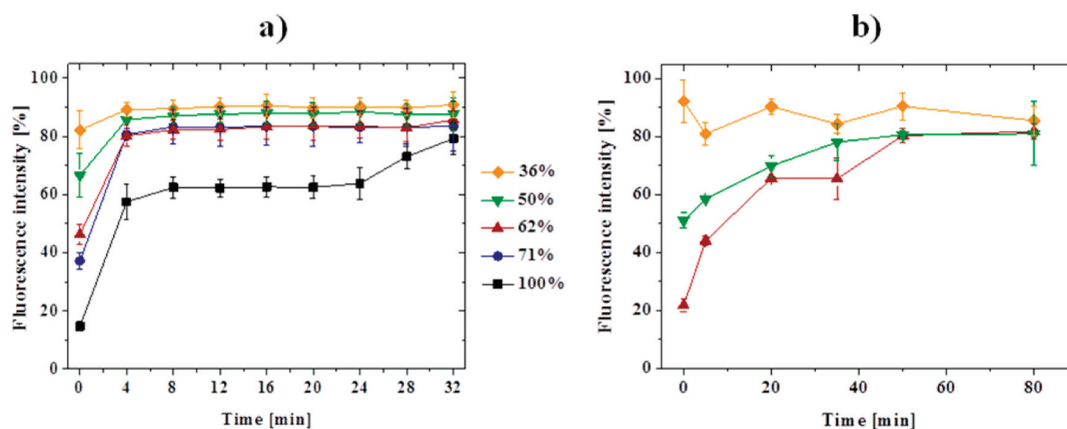 a)
b)
Fluorescence intensity [%]
100
80
60
40
20
0
0 4 8 12 16 20 24 28 32
Time [min]
36%
50%
62%
71%
100%
Fluorescence intensity [%]
100
80
60
40
20
0
0 20 40 60 80
Time [min]